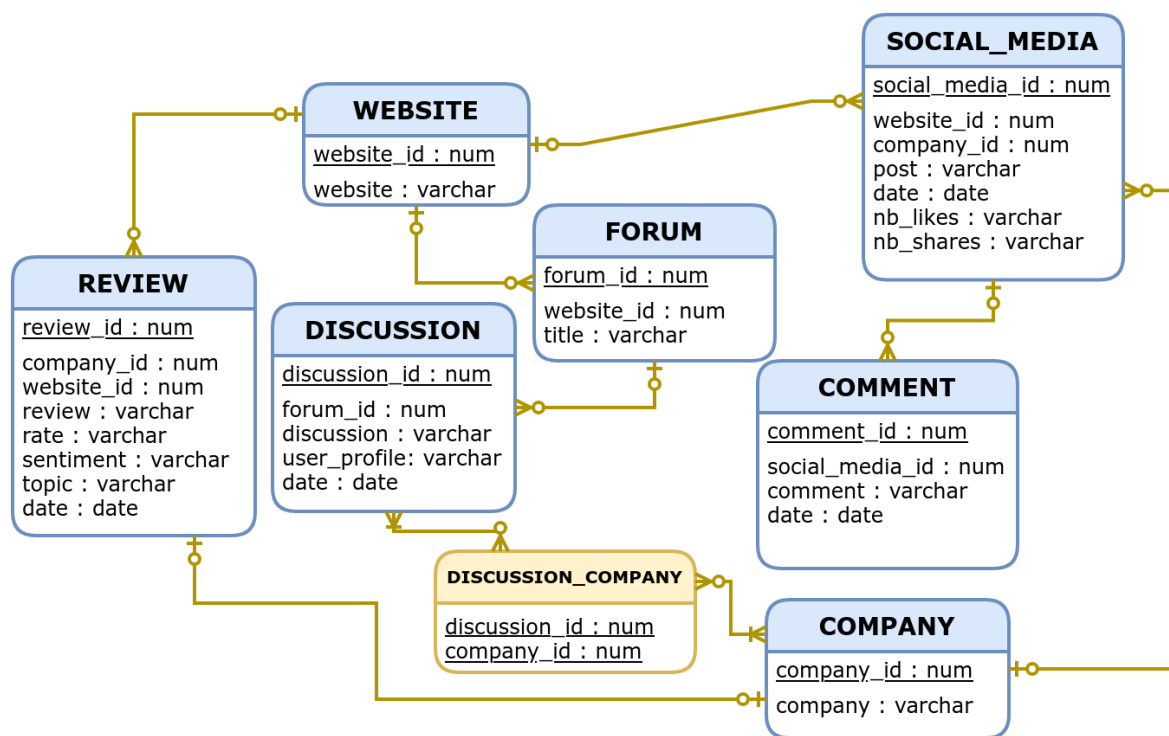 SOCIAL_MEDIA
social_media_id : num
website_id : num
company_id : num
post : varchar
date : date
nb_likes : varchar
nb_shares : varchar
WEBSITE
website_id : num
website : varchar
FORUM
forum_id : num
website_id : num
title : varchar
REVIEW
review_id : num
company_id : num
website_id : num
review : varchar
rate : varchar
sentiment : varchar
topic : varchar
date : date
DISCUSSION
discussion_id : num
forum_id : num
discussion : varchar
user_profile: varchar
date : date
COMMENT
comment_id : num
social_media_id : num
comment : varchar
date : date
DISCUSSION_COMPANY
discussion_id : num
company_id : num
COMPANY
company_id : num
company : varchar